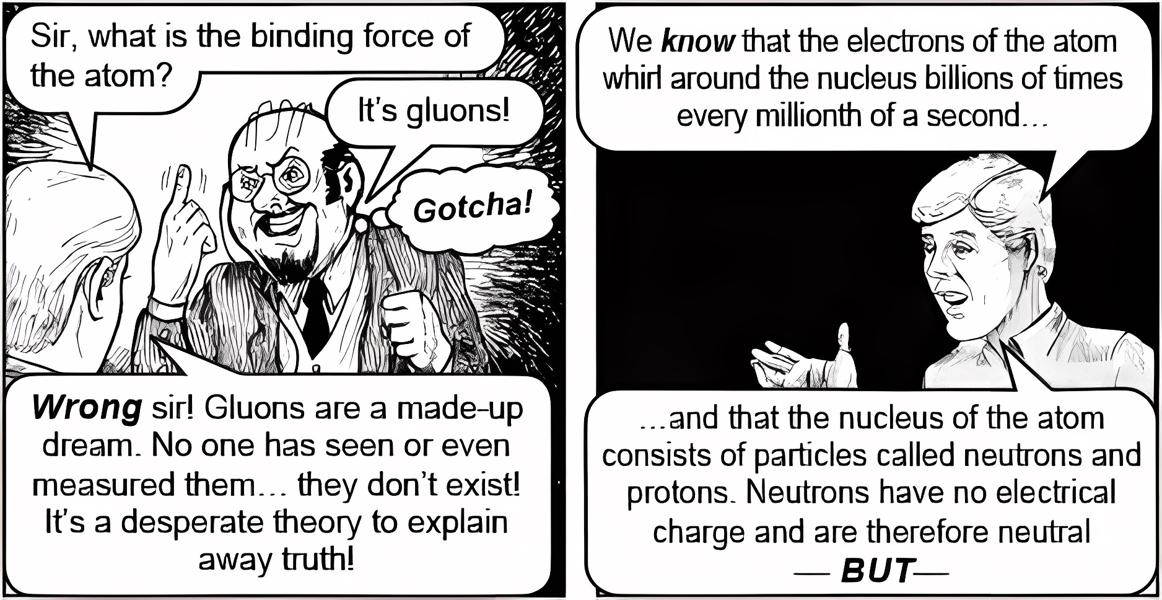 Sir, what is the binding force of
the atom?
It's gluons!
Gotcha!
Wrong sir! Gluons are a made-up
dream. No one has seen or even
measured them... they don't exist!
It's a desperate theory to explain
away truth!
We know that the electrons of the atom
whirl around the nucleus billions of times
every millionth of a second...
...and that the nucleus of the atom
consists of particles called neutrons and
protons. Neutrons have no electrical
charge and are therefore neutral
— BUT—